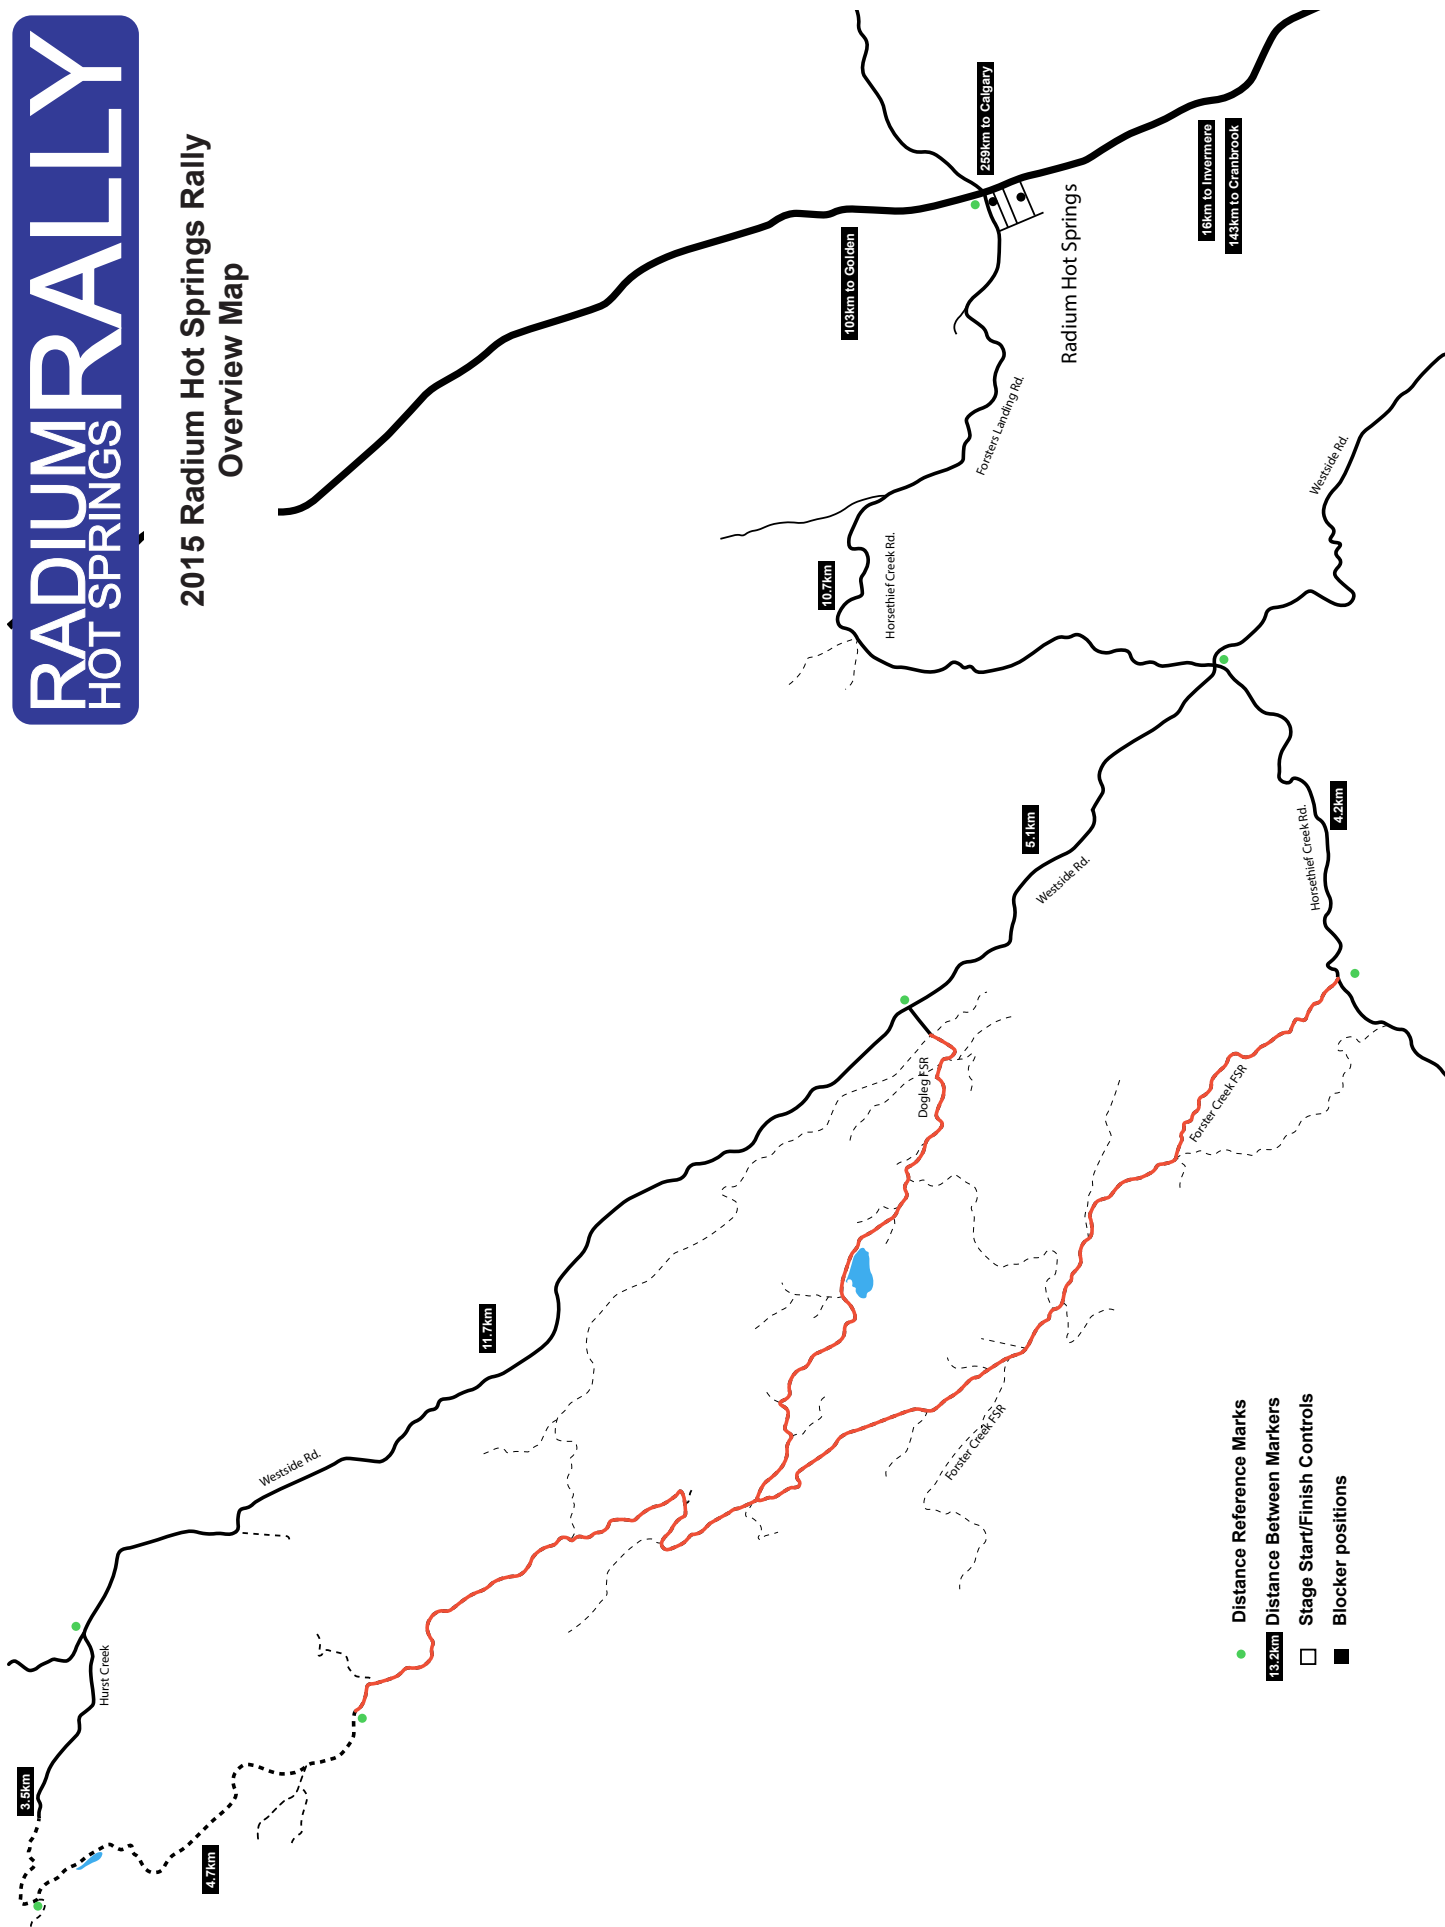 RADIUM RALLY
HOT SPRINGS
2015 Radium Hot Springs Rally
Overview Map
259km to Calgary
103km to Golden
16km to Invermere
143km to Cranbrook
Radium Hot Springs
Forsters Landing Rd.
Westside Rd.
10.7km
Horsethief Creek Rd.
5.1km
Westside Rd.
4.2km
Horsethief Creek Rd.
Dogleg FSR
Forster Creek FSR
11.7km
Westside Rd.
Forster Creek FSR
Hurst Creek
3.5km
4.7km
Distance Reference Marks
13.2km Distance Between Markers
Stage Start/Finish Controls
Blocker positions